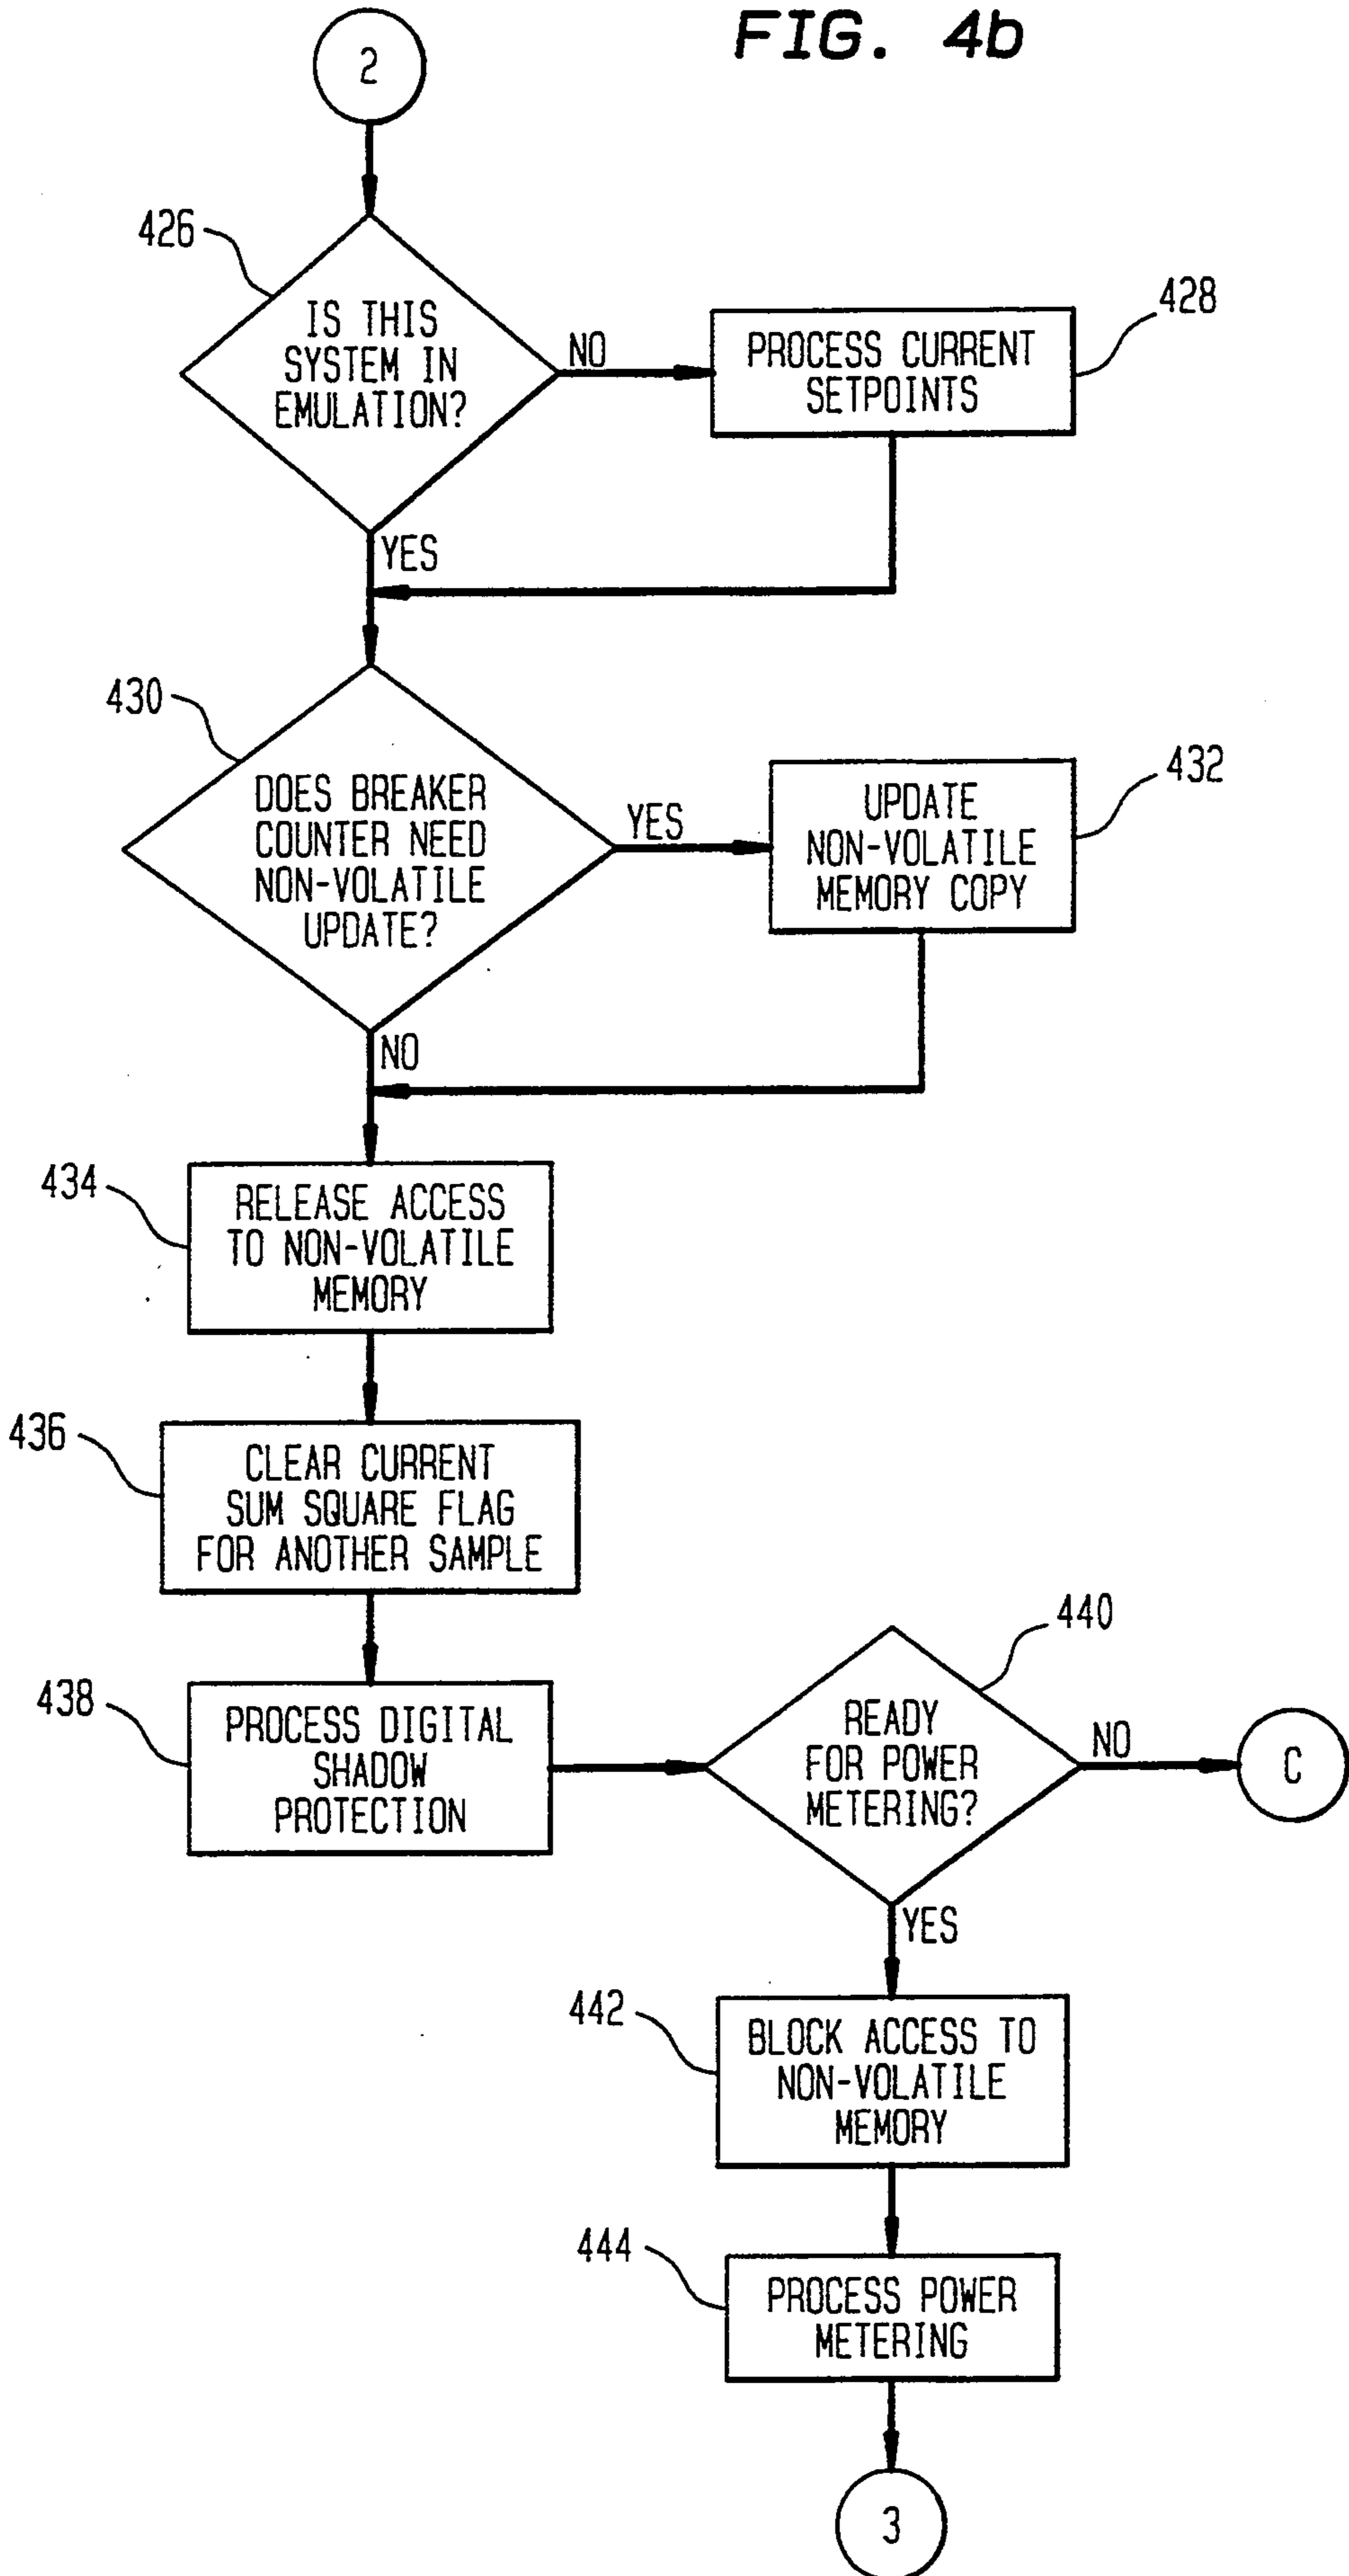 FIG. 4b
2
426
IS THIS
SYSTEM IN
EMULATION?
NO
428
PROCESS CURRENT
SETPOINTS
YES
430
DOES BREAKER
COUNTER NEED
NON-VOLATILE
UPDATE?
YES
432
UPDATE
NON-VOLATILE
MEMORY COPY
NO
434
RELEASE ACCESS
TO NON-VOLATILE
MEMORY
436
CLEAR CURRENT
SUM SQUARE FLAG
FOR ANOTHER SAMPLE
438
PROCESS DIGITAL
SHADOW
PROTECTION
440
READY
FOR POWER
METERING?
NO
C
YES
442
BLOCK ACCESS TO
NON-VOLATILE
MEMORY
444
PROCESS POWER
METERING
3